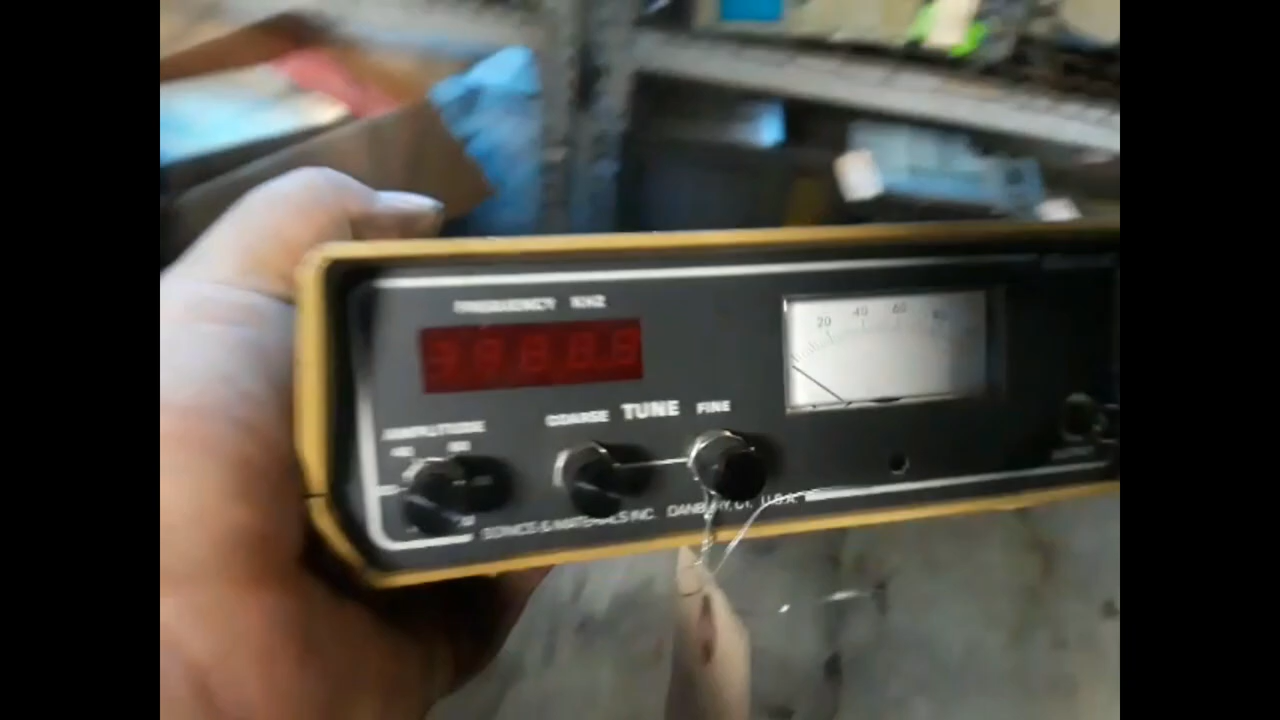 FREQUENCY KHZ
20 40 60 80
COARSE TUNE FINE
AMPLITUDE
SONICS & MATERIALS INC. DANBURY, CT. U.S.A.